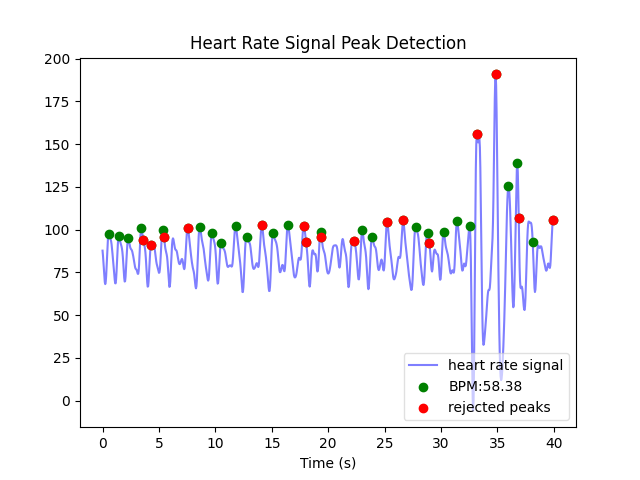 Heart Rate Signal Peak Detection
200
175
150
125
100
75
50
25
0
heart rate signal
BPM:58.38
rejected peaks
0 5 10 15 20 25 30 35 40
Time (s)